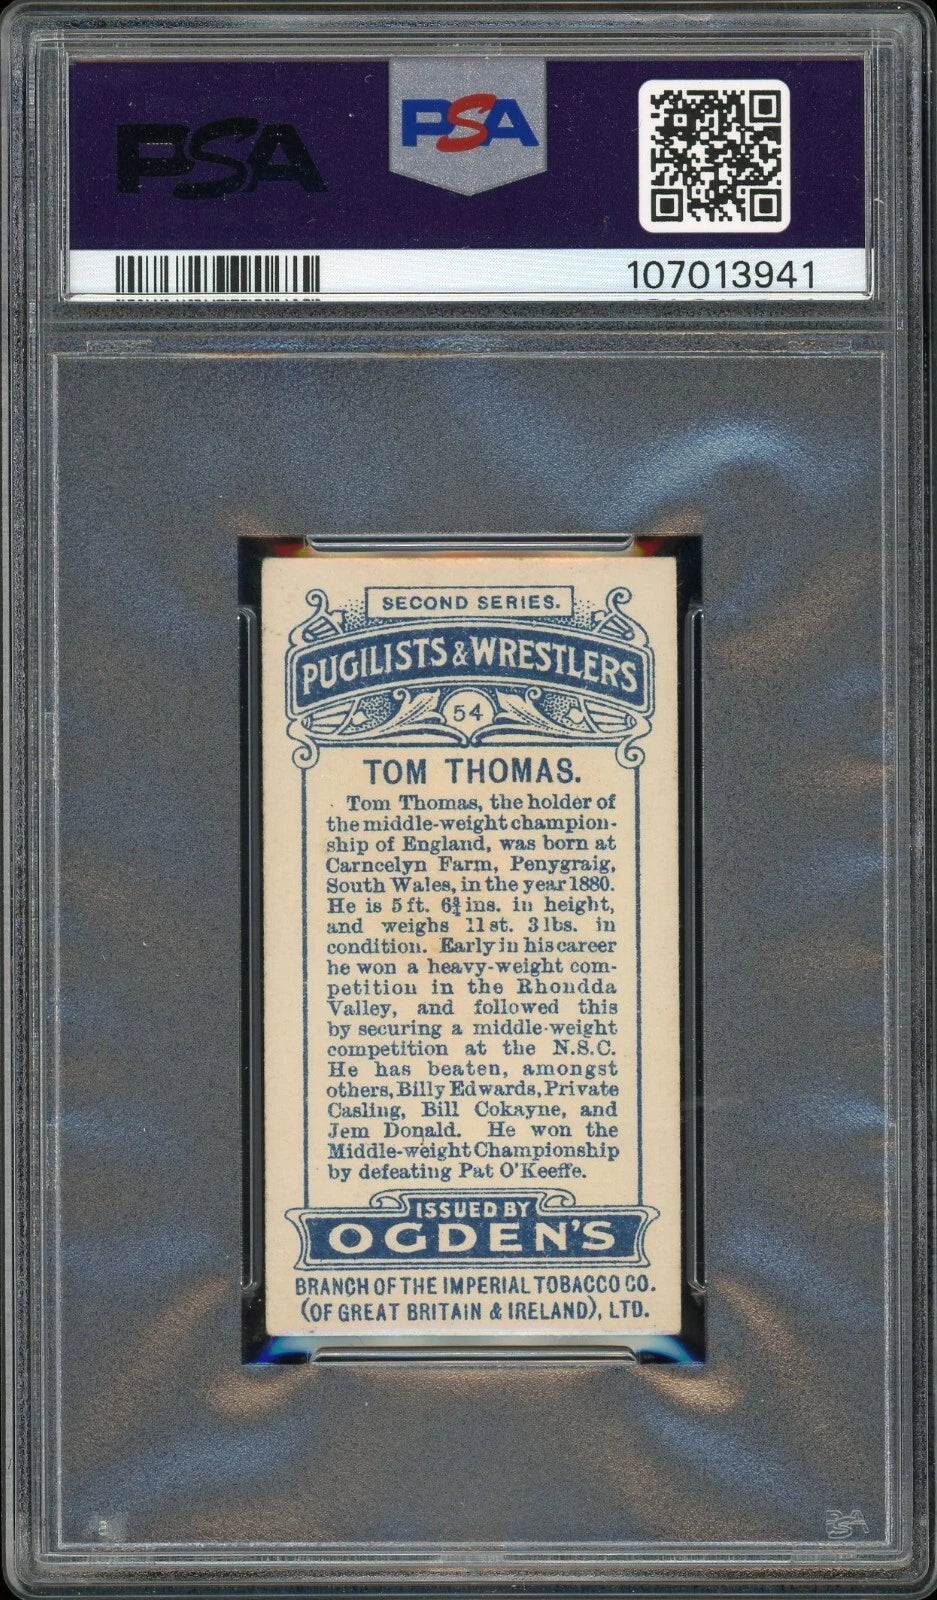 PSA
PSA
107013941
SECOND SERIES.
PUGILISTS & WRESTLERS
54
TOM THOMAS.
Tom Thomas, the holder of
the middle-weight champion-
ship of England, was born at
Carncelyn Farm, Penygraig,
South Wales, in the year 1880.
He is 5 ft. 6¾ ins. in height,
and weighs 11 st. 3 lbs. in
condition. Early in his career
he won a heavy-weight com-
petition in the Rhondda
Valley, and followed this
by securing a middle-weight
competition at the N.S.C.
He has beaten, amongst
others, Billy Edwards, Private
Casling, Bill Cokayne, and
Jem Donald. He won the
Middle-weight Championship
by defeating Pat O'Keeffe.
ISSUED BY
OGDEN'S
BRANCH OF THE IMPERIAL TOBACCO CO.
(OF GREAT BRITAIN & IRELAND), LTD.
PSA